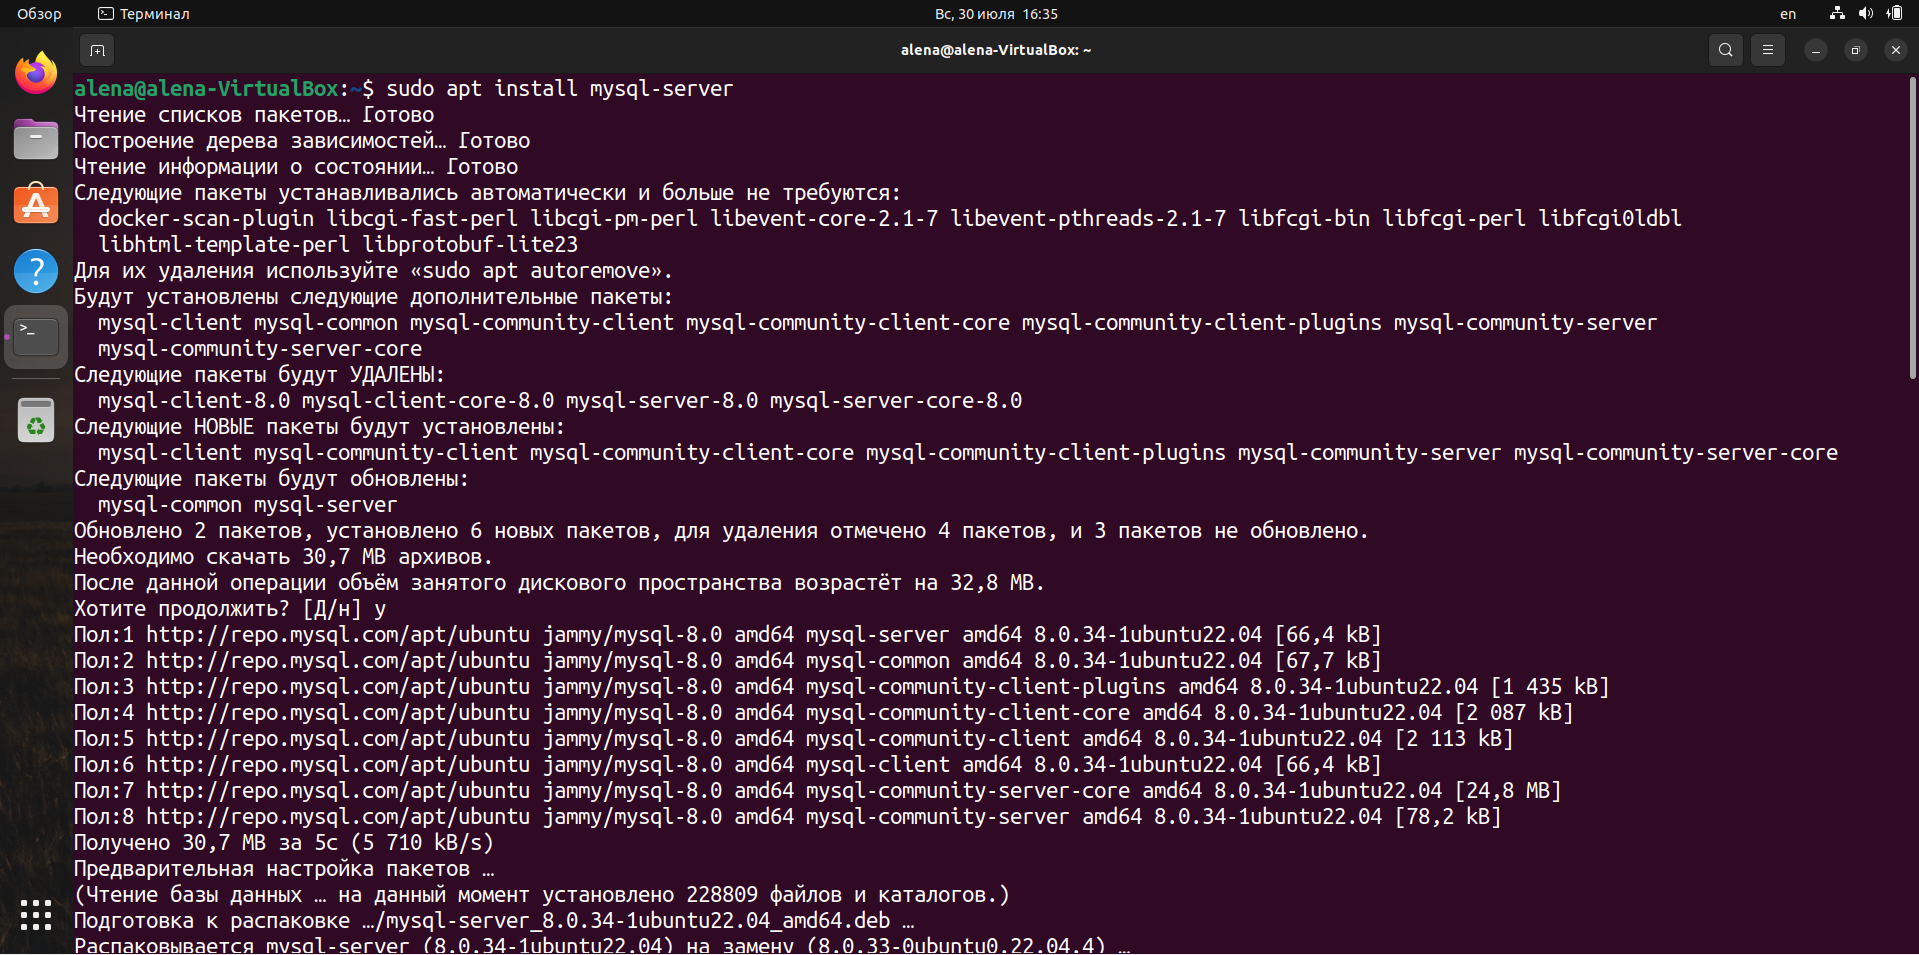 Обзор
Терминал
Вс, 30 июля 16:35
en
alena@alena-VirtualBox: ~
alena@alena-VirtualBox:~$ sudo apt install mysql-server
Чтение списков пакетов… Готово
Построение дерева зависимостей… Готово
Чтение информации о состоянии… Готово
Следующие пакеты устанавливались автоматически и больше не требуются:
docker-scan-plugin libcgi-fast-perl libcgi-pm-perl libevent-core-2.1-7 libevent-pthreads-2.1-7 libfcgi-bin libfcgi-perl libfcgi0ldbl
libhtml-template-perl libprotobuf-lite23
Для их удаления используйте «sudo apt autoremove».
Будут установлены следующие дополнительные пакеты:
mysql-client mysql-common mysql-community-client mysql-community-client-core mysql-community-client-plugins mysql-community-server
mysql-community-server-core
Следующие пакеты будут УДАЛЕНЫ:
mysql-client-8.0 mysql-client-core-8.0 mysql-server-8.0 mysql-server-core-8.0
Следующие НОВЫЕ пакеты будут установлены:
mysql-client mysql-community-client mysql-community-client-core mysql-community-client-plugins mysql-community-server mysql-community-server-core
Следующие пакеты будут обновлены:
mysql-common mysql-server
Обновлено 2 пакетов, установлено 6 новых пакетов, для удаления отмечено 4 пакетов, и 3 пакетов не обновлено.
Необходимо скачать 30,7 MB архивов.
После данной операции объём занятого дискового пространства возрастёт на 32,8 MB.
Хотите продолжить? [Д/н] y
Пол:1 http://repo.mysql.com/apt/ubuntu jammy/mysql-8.0 amd64 mysql-server amd64 8.0.34-1ubuntu22.04 [66,4 kB]
Пол:2 http://repo.mysql.com/apt/ubuntu jammy/mysql-8.0 amd64 mysql-common amd64 8.0.34-1ubuntu22.04 [67,7 kB]
Пол:3 http://repo.mysql.com/apt/ubuntu jammy/mysql-8.0 amd64 mysql-community-client-plugins amd64 8.0.34-1ubuntu22.04 [1 435 kB]
Пол:4 http://repo.mysql.com/apt/ubuntu jammy/mysql-8.0 amd64 mysql-community-client-core amd64 8.0.34-1ubuntu22.04 [2 087 kB]
Пол:5 http://repo.mysql.com/apt/ubuntu jammy/mysql-8.0 amd64 mysql-community-client amd64 8.0.34-1ubuntu22.04 [2 113 kB]
Пол:6 http://repo.mysql.com/apt/ubuntu jammy/mysql-8.0 amd64 mysql-client amd64 8.0.34-1ubuntu22.04 [66,4 kB]
Пол:7 http://repo.mysql.com/apt/ubuntu jammy/mysql-8.0 amd64 mysql-community-server-core amd64 8.0.34-1ubuntu22.04 [24,8 MB]
Пол:8 http://repo.mysql.com/apt/ubuntu jammy/mysql-8.0 amd64 mysql-community-server amd64 8.0.34-1ubuntu22.04 [78,2 kB]
Получено 30,7 MB за 5с (5 710 kB/s)
Предварительная настройка пакетов …
(Чтение базы данных … на данный момент установлено 228809 файлов и каталогов.)
Подготовка к распаковке …/mysql-server_8.0.34-1ubuntu22.04_amd64.deb …
Распаковывается mysql-server (8.0.34-1ubuntu22.04) на замену (8.0.33-0ubuntu0.22.04.4) …